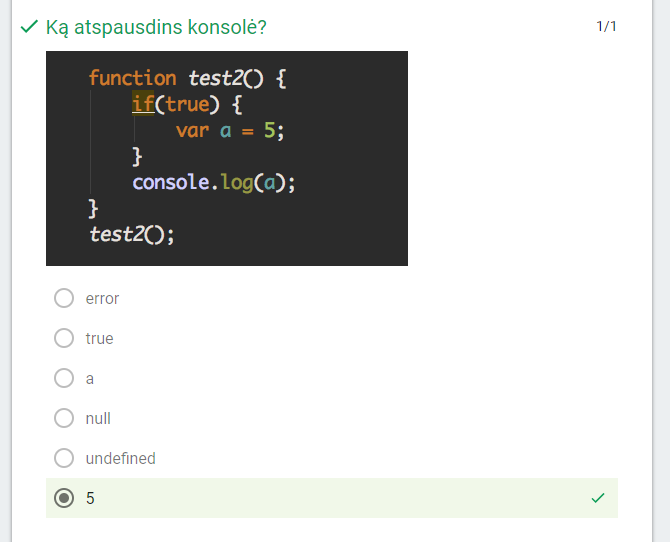 Ką atspausdins konsolė?
1/1
function test2() {
if(true) {
var a = 5;
}
console.log(a);
}
test2();
error
true
a
null
undefined
5